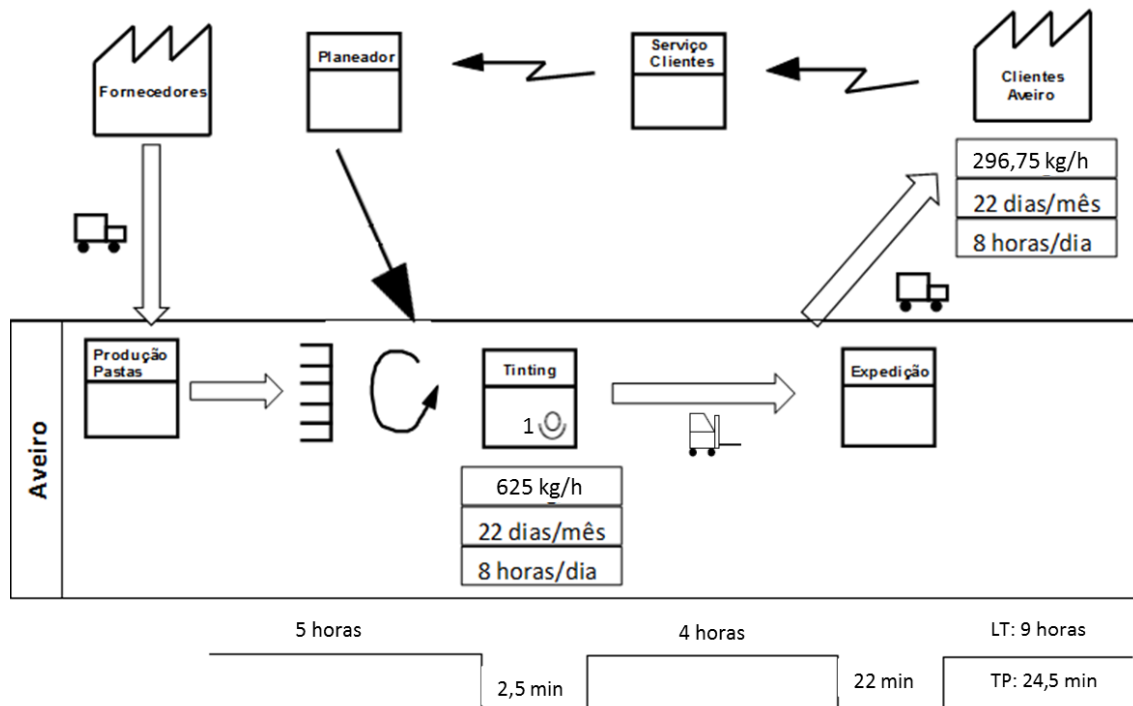 Fornecedores
Planeador
Serviço
Clientes
Clientes
Aveiro
296,75 kg/h
22 dias/mês
8 horas/dia
Aveiro
Produção
Pastas
Tinting
1
Expedição
625 kg/h
22 dias/mês
8 horas/dia
5 horas
2,5 min
4 horas
22 min
LT: 9 horas
TP: 24,5 min